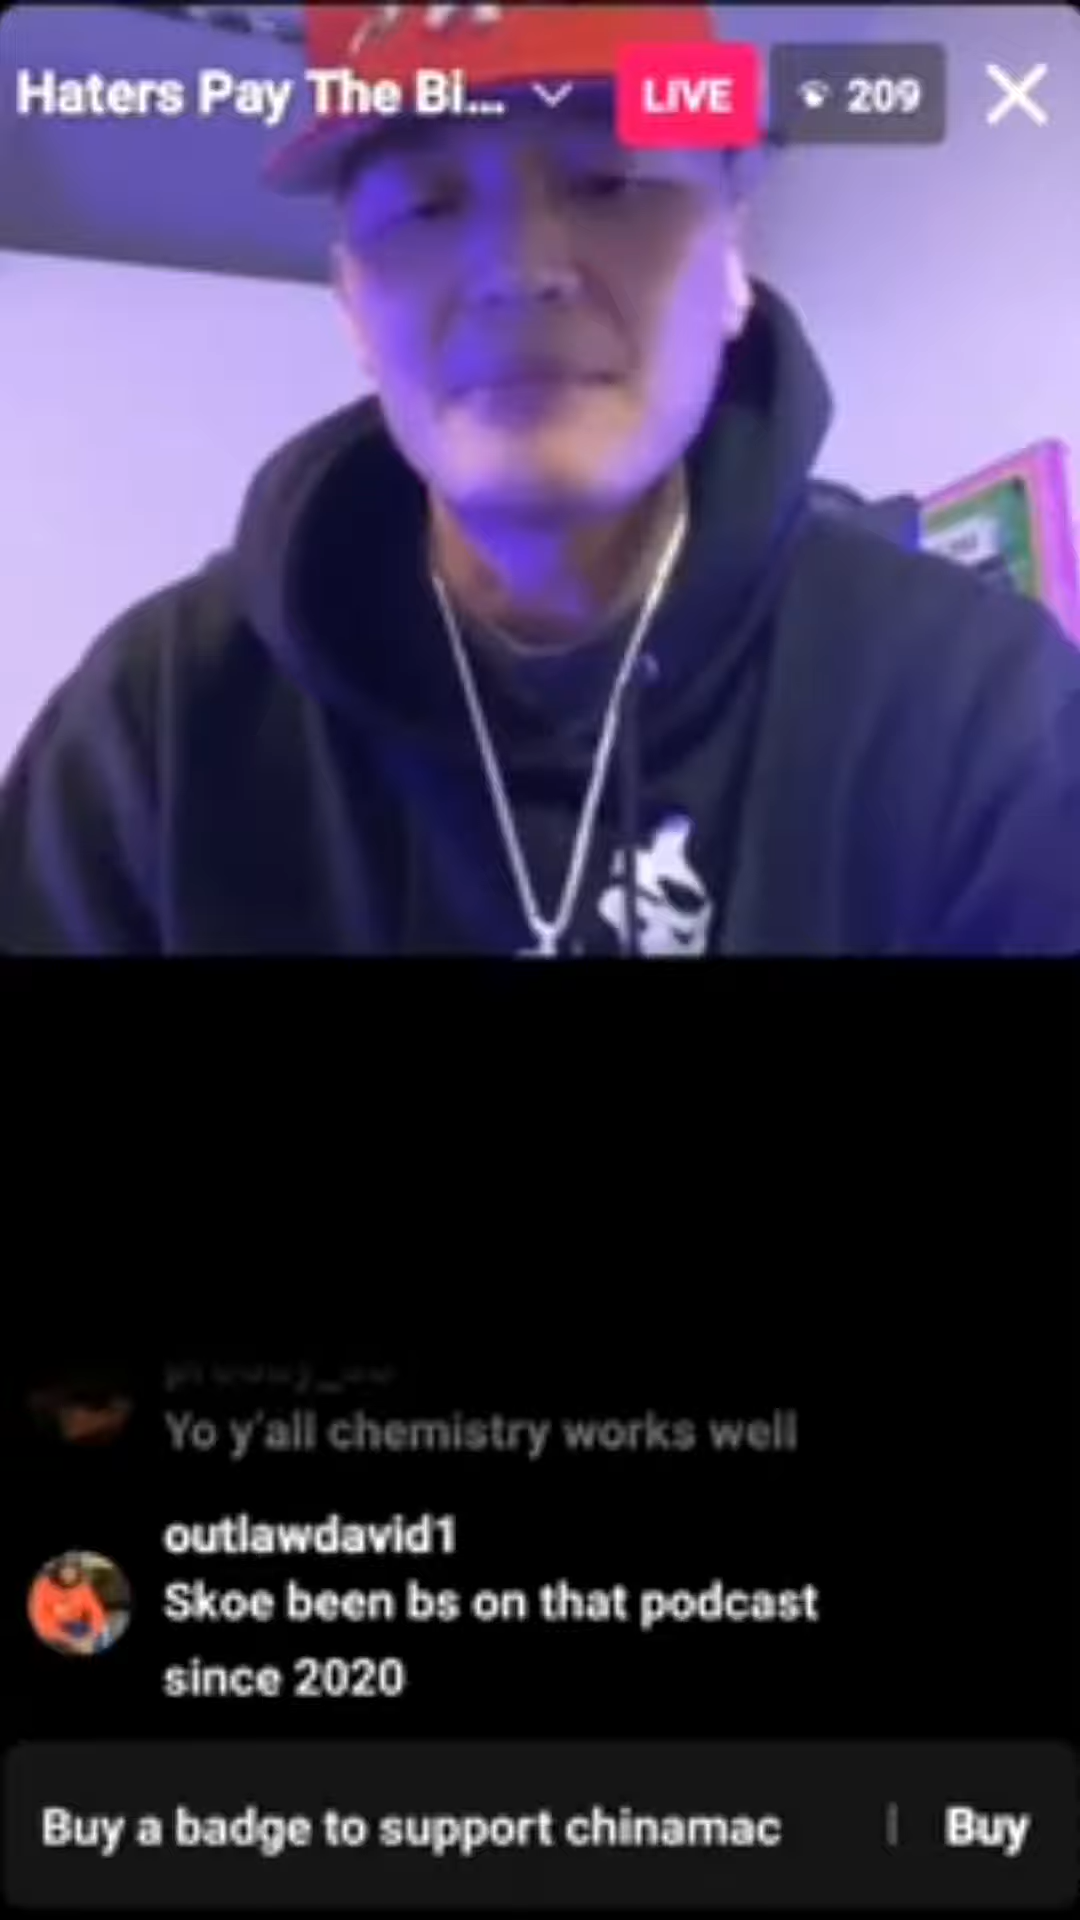 Haters Pay The Bi...
LIVE
209
Yo y'all chemistry works well
outlawdavid1
Skoe been bs on that podcast
since 2020
Buy a badge to support chinamac
Buy